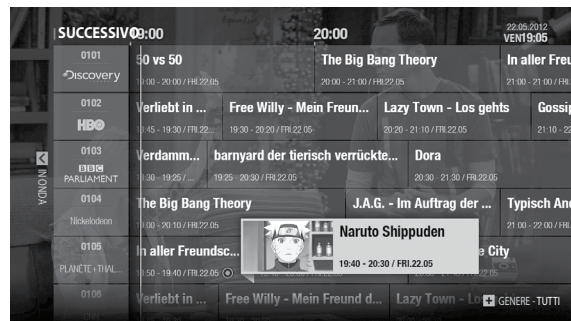 SUCCESSIVO
19:00
20:00
22.05.2012
VEN19:05
0101
Discovery
50 vs 50
19:00 - 20:00 / FRI.22.05
The Big Bang Theory
20:00 - 21:00 / FRI.22.05
In aller Freu
21:00 - 21:00 / FRI.
0102
HBO
Verliebt in ...
18:45 - 19:30 / FRI.22...
Free Willy - Mein Freun...
19:30 - 20:20 / FRI.22.05
Lazy Town - Los gehts
20:20 - 21:10 / FRI.22.05
Gossip
21:10 - 22
IN ONDA
0103
BBC
PARLIAMENT
Verdamm...
18:30 - 19:25 / ...
barnyard der tierisch verrückte...
19:25 - 20:30 / FRI.22.05
Dora
20:30 - 21:30 / FRI.22.05
0104
Nickelodeon
The Big Bang Theory
19:00 - 20:10 / FRI.22.05
J.A.G. - Im Auftrag der ...
Typisch And
21:00 - 22:00 / FRI.
0105
PLANÈTE+THAL...
In aller Freundsc...
18:50 - 19:40 / FRI.22.05
Naruto Shippuden
19:40 - 20:30 / FRI.22.05
e City
0106
Verliebt in ...
Free Willy - Mein Freund d...
Lazy Town - Lo
GENERE - TUTTI